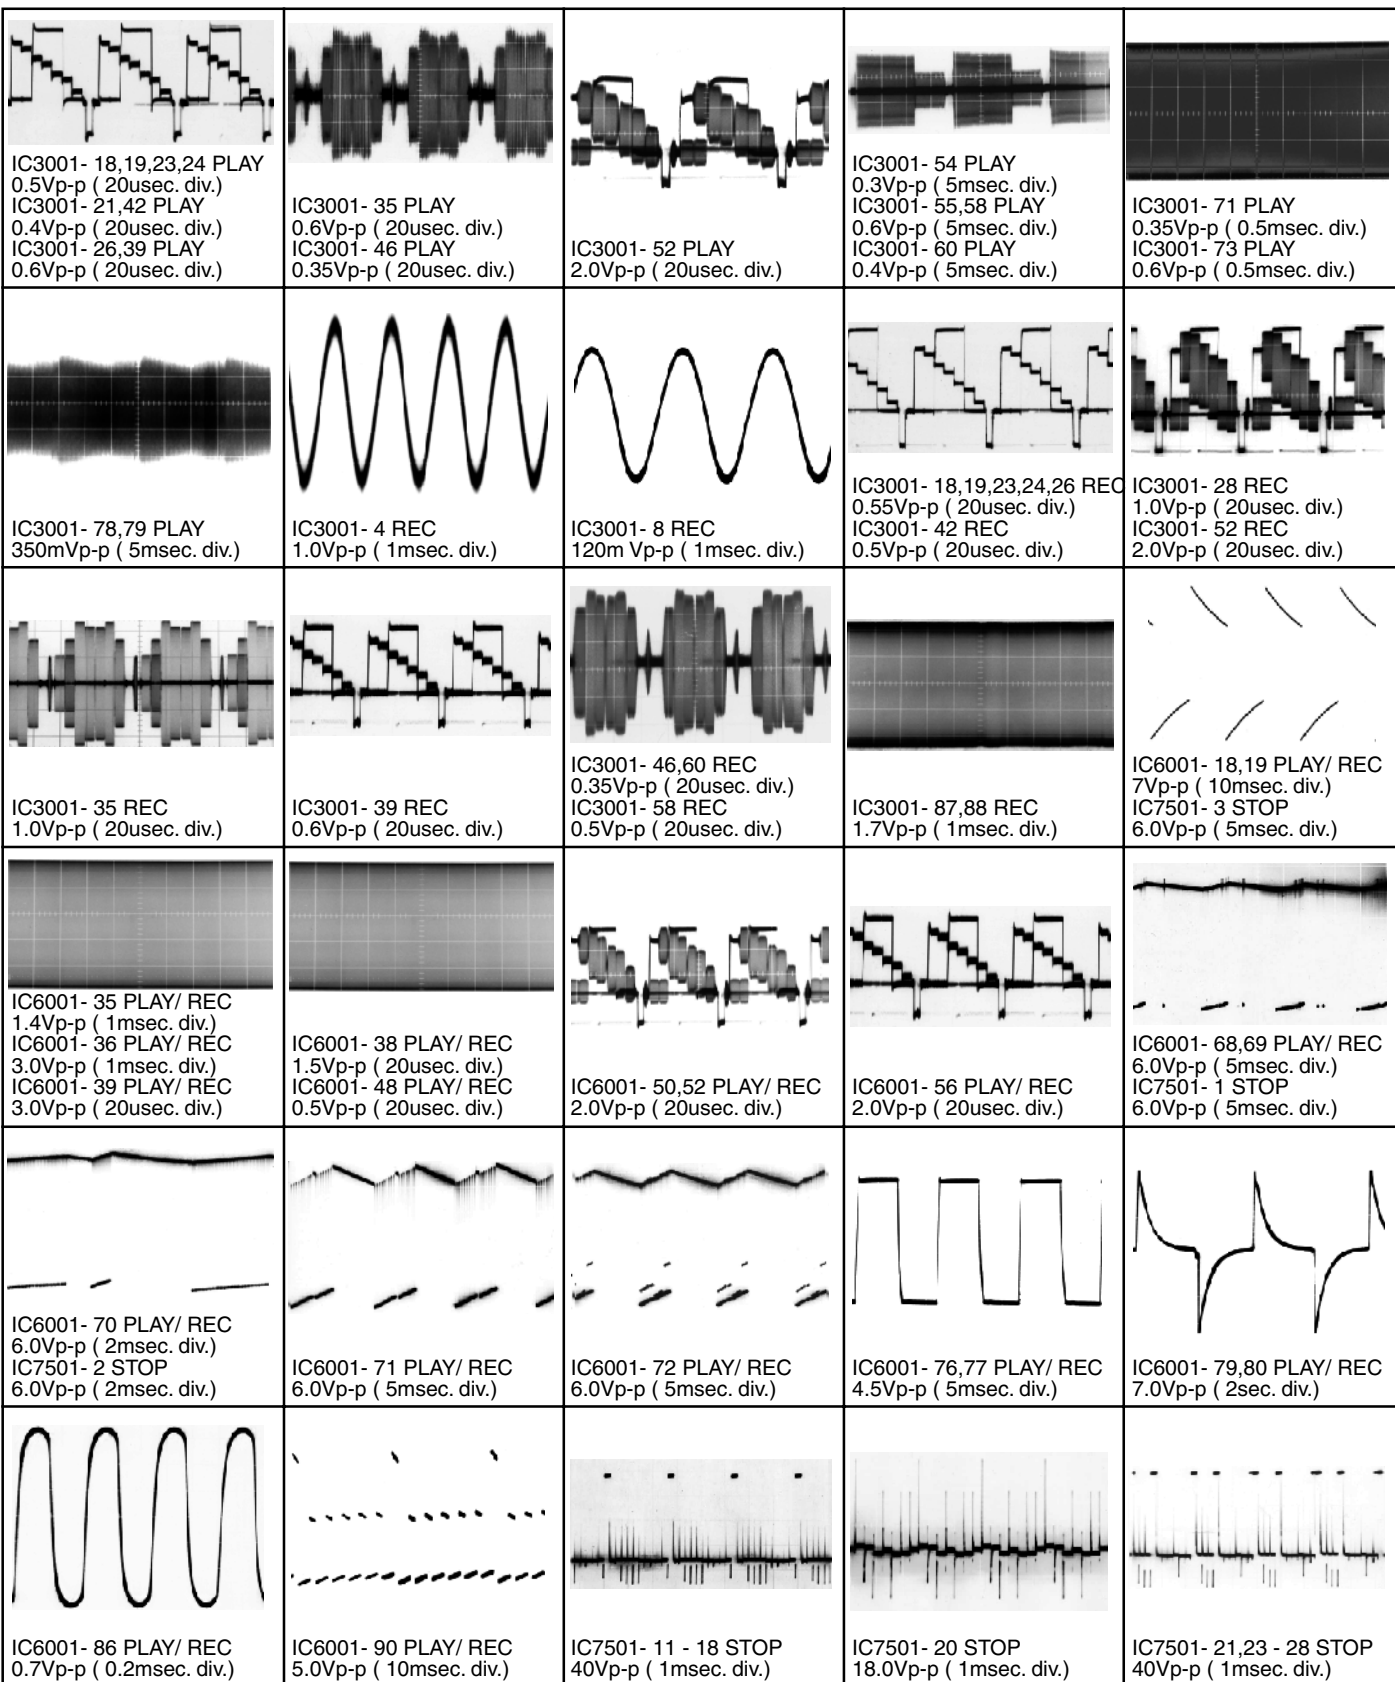 IC3001- 18,19,23,24 PLAY
0.5Vp-p ( 20usec. div.)
IC3001- 21,42 PLAY
0.4Vp-p ( 20usec. div.)
IC3001- 26,39 PLAY
0.6Vp-p ( 20usec. div.)
IC3001- 35 PLAY
0.6Vp-p ( 20usec. div.)
IC3001- 46 PLAY
0.35Vp-p ( 20usec. div.)
IC3001- 52 PLAY
2.0Vp-p ( 20usec. div.)
IC3001- 54 PLAY
0.3Vp-p ( 5msec. div.)
IC3001- 55,58 PLAY
0.6Vp-p ( 5msec. div.)
IC3001- 60 PLAY
0.4Vp-p ( 5msec. div.)
IC3001- 71 PLAY
0.35Vp-p ( 0.5msec. div.)
IC3001- 73 PLAY
0.6Vp-p ( 0.5msec. div.)
IC3001- 78,79 PLAY
350mVp-p ( 5msec. div.)
IC3001- 4 REC
1.0Vp-p ( 1msec. div.)
IC3001- 8 REC
120m Vp-p ( 1msec. div.)
IC3001- 18,19,23,24,26 REC
0.55Vp-p ( 20usec. div.)
IC3001- 42 REC
0.5Vp-p ( 20usec. div.)
IC3001- 28 REC
1.0Vp-p ( 20usec. div.)
IC3001- 52 REC
2.0Vp-p ( 20usec. div.)
IC3001- 35 REC
1.0Vp-p ( 20usec. div.)
IC3001- 39 REC
0.6Vp-p ( 20usec. div.)
IC3001- 46,60 REC
0.35Vp-p ( 20usec. div.)
IC3001- 58 REC
0.5Vp-p ( 20usec. div.)
IC3001- 87,88 REC
1.7Vp-p ( 1msec. div.)
IC6001- 18,19 PLAY/ REC
7Vp-p ( 10msec. div.)
IC7501- 3 STOP
6.0Vp-p ( 5msec. div.)
IC6001- 35 PLAY/ REC
1.4Vp-p ( 1msec. div.)
IC6001- 36 PLAY/ REC
3.0Vp-p ( 1msec. div.)
IC6001- 39 PLAY/ REC
3.0Vp-p ( 20usec. div.)
IC6001- 38 PLAY/ REC
1.5Vp-p ( 20usec. div.)
IC6001- 48 PLAY/ REC
0.5Vp-p ( 20usec. div.)
IC6001- 50,52 PLAY/ REC
2.0Vp-p ( 20usec. div.)
IC6001- 56 PLAY/ REC
2.0Vp-p ( 20usec. div.)
IC6001- 68,69 PLAY/ REC
6.0Vp-p ( 5msec. div.)
IC7501- 1 STOP
6.0Vp-p ( 5msec. div.)
IC6001- 70 PLAY/ REC
6.0Vp-p ( 2msec. div.)
IC7501- 2 STOP
6.0Vp-p ( 2msec. div.)
IC6001- 71 PLAY/ REC
6.0Vp-p ( 5msec. div.)
IC6001- 72 PLAY/ REC
6.0Vp-p ( 5msec. div.)
IC6001- 76,77 PLAY/ REC
4.5Vp-p ( 5msec. div.)
IC6001- 79,80 PLAY/ REC
7.0Vp-p ( 2sec. div.)
IC6001- 86 PLAY/ REC
0.7Vp-p ( 0.2msec. div.)
IC6001- 90 PLAY/ REC
5.0Vp-p ( 10msec. div.)
IC7501- 11 - 18 STOP
40Vp-p ( 1msec. div.)
IC7501- 20 STOP
18.0Vp-p ( 1msec. div.)
IC7501- 21,23 - 28 STOP
40Vp-p ( 1msec. div.)